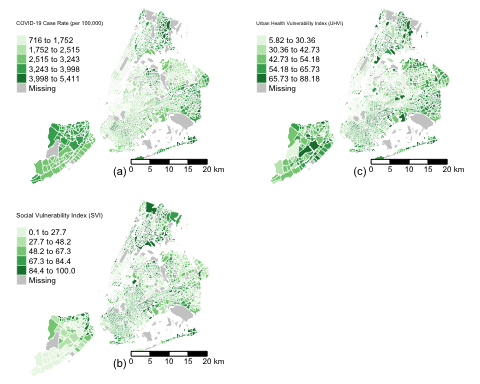 COVID-19 Case Rate (per 100,000)
716 to 1,752
1,752 to 2,515
2,515 to 3,243
3,243 to 3,998
3,998 to 5,411
Missing
(a)
0 5 10 15 20 km
Urban Health Vulnerability Index (UHVI)
5.82 to 30.36
30.36 to 42.73
42.73 to 54.18
54.18 to 65.73
65.73 to 88.18
Missing
(c)
0 5 10 15 20 km
Social Vulnerability Index (SVI)
0.1 to 27.7
27.7 to 48.2
48.2 to 67.3
67.3 to 84.4
84.4 to 100.0
Missing
(b)
0 5 10 15 20 km